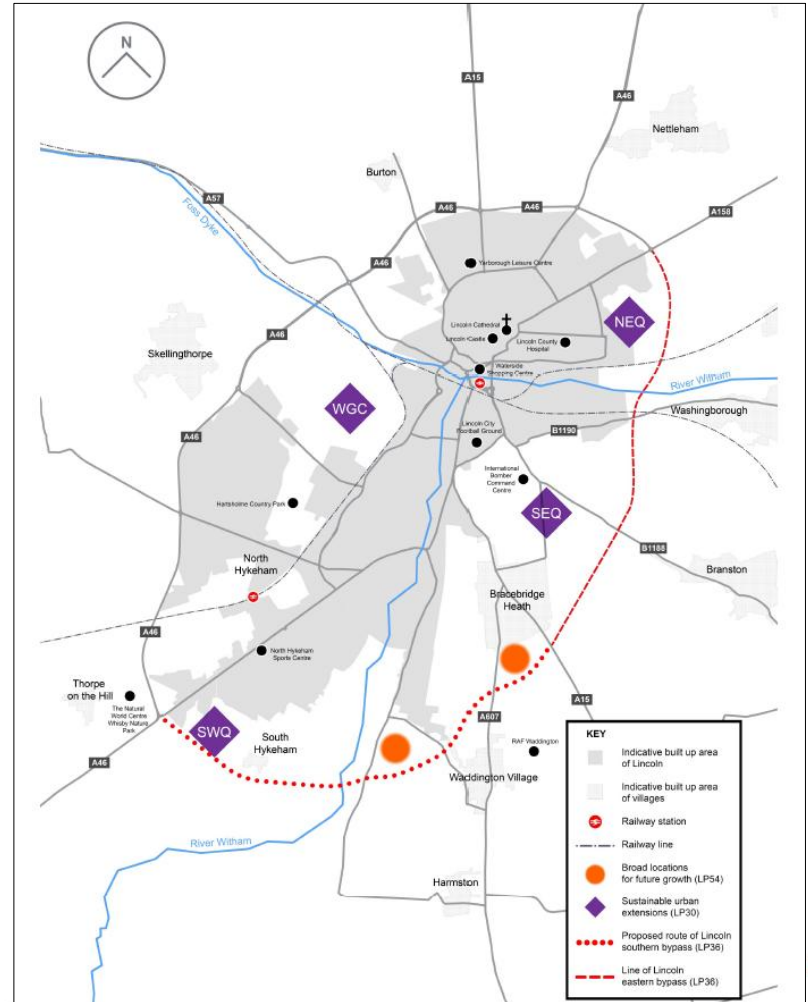 N
A15
A46
Nettleham
Burton
A57
Foss Dyke
A46
A46
A158
A46
Yarborough Leisure Centre
NEQ
Lincoln Cathedral
Lincoln Castle
Lincoln County
Hospital
A46
Skellingthorpe
Waterside
Shopping Centre
River Witham
WGC
Washingborough
Lincoln City
Football Ground
B1190
A46
International
Bomber
Command
Centre
Hartsholme Country Park
SEQ
B1188
North
Hykeham
Branston
Bracebridge
Heath
A46
North Hykeham
Sports Centre
Thorpe
on the Hill
The Natural
World Centre
Whisby Nature
Park
A15
A607
SWQ
South
Hykeham
RAF Waddington
A46
Waddington Village
River Witham
Harmston
KEY
Indicative built up area
of Lincoln
Indicative built up area
of villages
Railway station
Railway line
Broad locations
for future growth (LP54)
Sustainable urban
extensions (LP30)
Proposed route of Lincoln
southern bypass (LP36)
Line of Lincoln
eastern bypass (LP36)